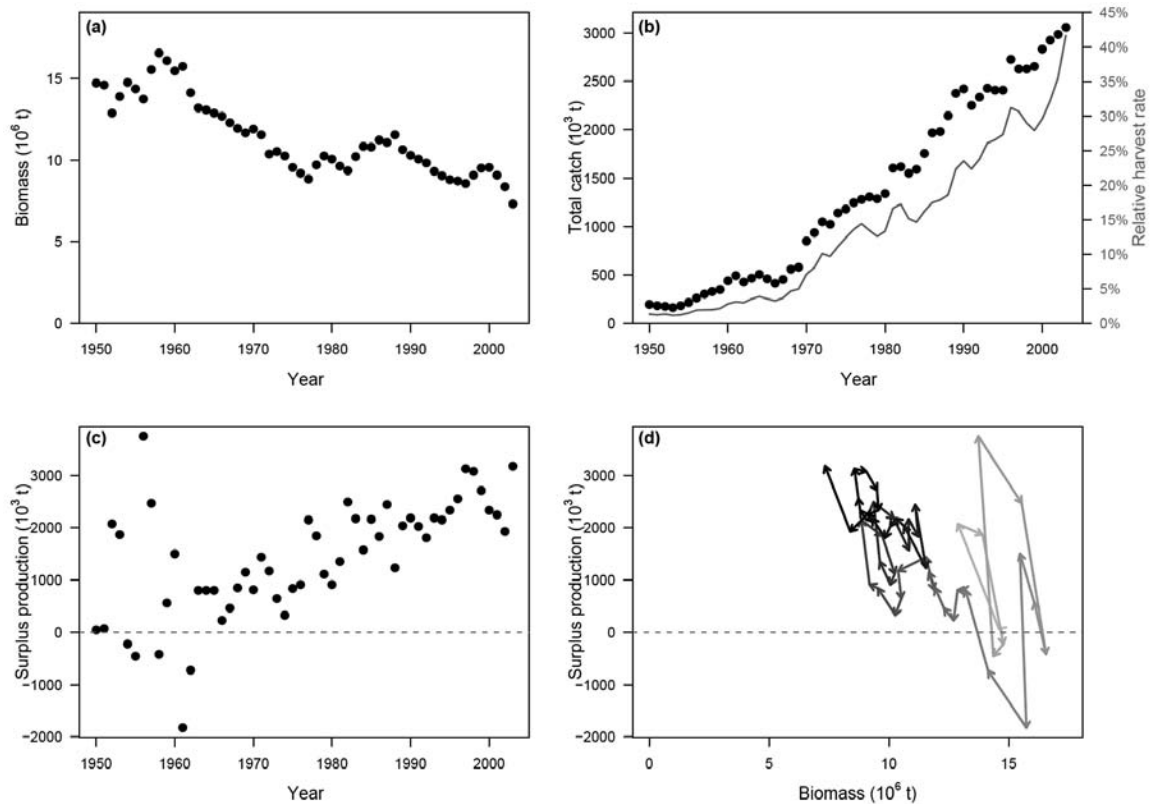 (a)
15
10
5
0
Biomass (10⁶ t)
1950 1960 1970 1980 1990 2000
Year
(b)
3000
2500
2000
1500
1000
500
0
Total catch (10³ t)
45%
40%
35%
30%
25%
20%
15%
10%
5%
0%
Relative harvest rate
1950 1960 1970 1980 1990 2000
Year
(c)
3000
2000
1000
0
−1000
−2000
Surplus production (10³ t)
1950 1960 1970 1980 1990 2000
Year
(d)
3000
2000
1000
0
−1000
−2000
Surplus production (10³ t)
0 5 10 15
Biomass (10⁶ t)